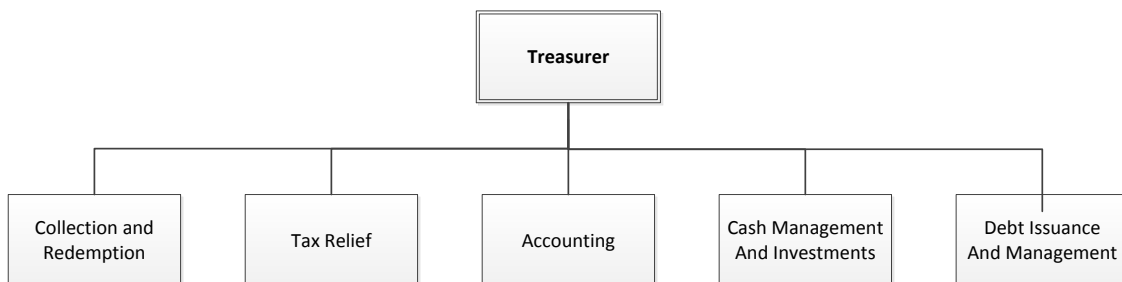 Treasurer
Collection and
Redemption
Tax Relief
Accounting
Cash Management
And Investments
Debt Issuance
And Management